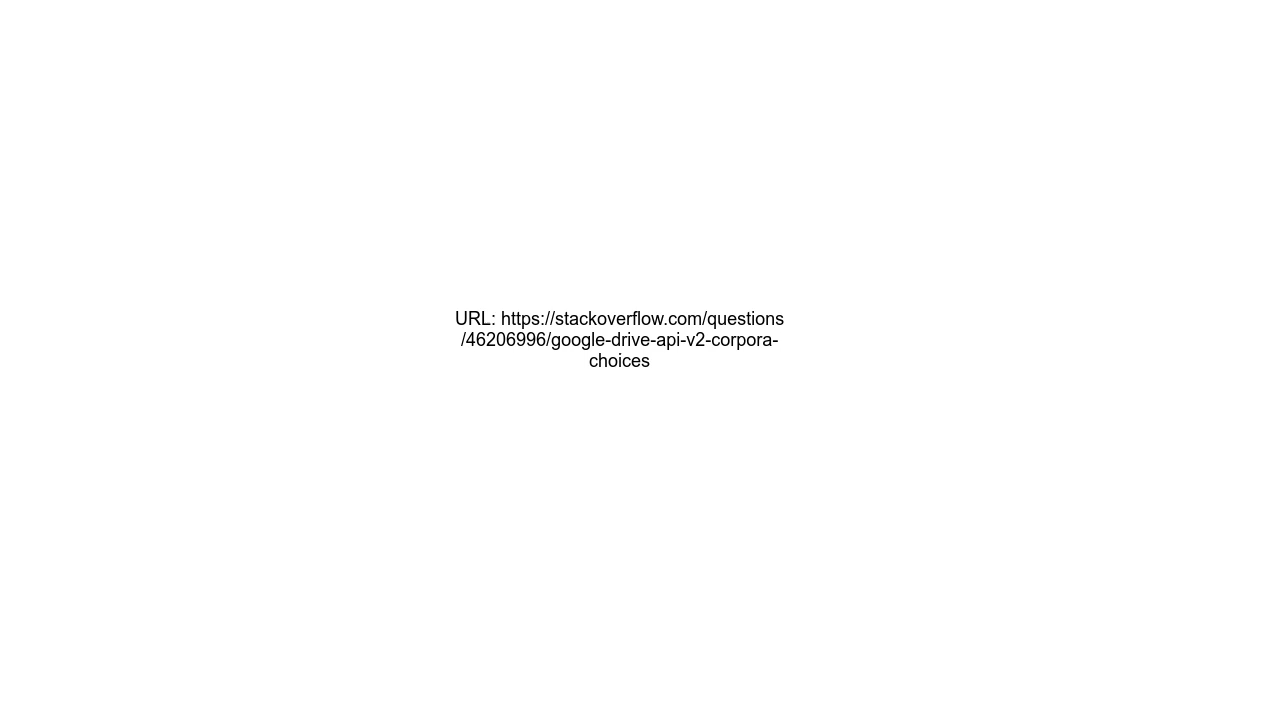 URL: https://stackoverflow.com/questions
/46206996/google-drive-api-v2-corpora-
choices